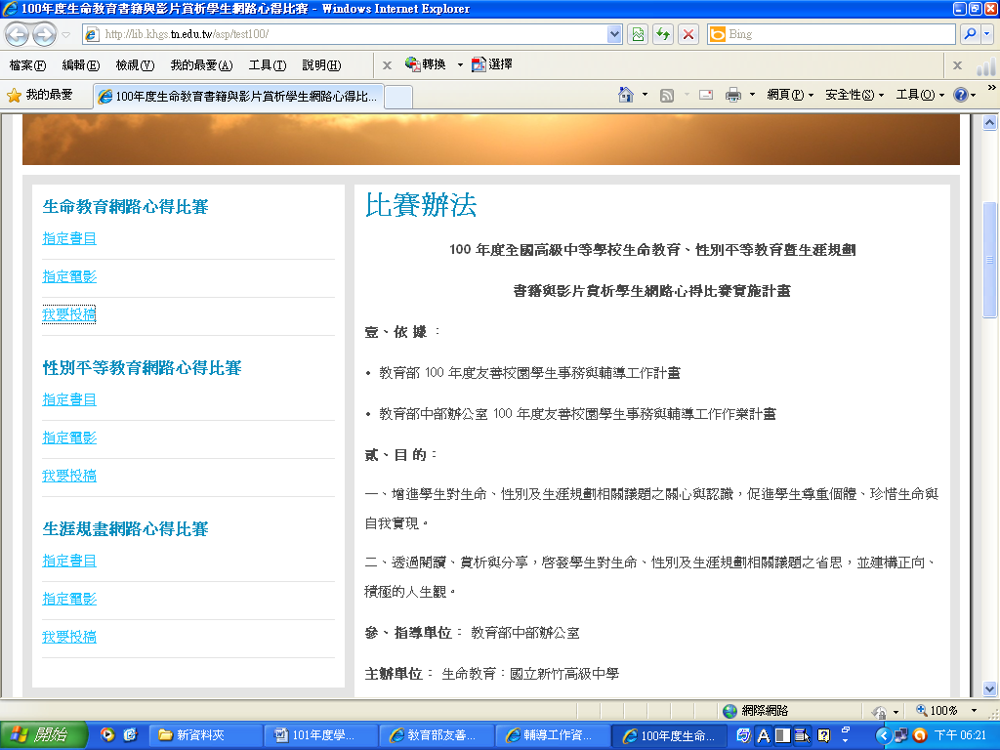 100年度生命教育書籍與影片賞析學生網路心得比賽 - Windows Internet Explorer
http://lib.khgs.tn.edu.tw/asp/test100/
Bing
檔案(F) 編輯(E) 檢視(V) 我的最愛(A) 工具(T) 說明(H)
轉換 選擇
我的最愛
100年度生命教育書籍與影片賞析學生網路心得比...
網頁(P) 安全性(S) 工具(O)
生命教育網路心得比賽
指定書目
指定電影
我要投稿
性別平等教育網路心得比賽
指定書目
指定電影
我要投稿
生涯規畫網路心得比賽
指定書目
指定電影
我要投稿
比賽辦法
100 年度全國高級中等學校生命教育、性別平等教育暨生涯規劃
書籍與影片賞析學生網路心得比賽實施計畫
壹、依 據 ：
• 教育部 100 年度友善校園學生事務與輔導工作計畫
• 教育部中部辦公室 100 年度友善校園學生事務與輔導工作作業計畫
貳、目 的：
一、增進學生對生命、性別及生涯規劃相關議題之關心與認識，促進學生尊重個體、珍惜生命與
自我實現。
二、透過閱讀、賞析與分享，啓發學生對生命、性別及生涯規劃相關議題之省思，並建構正向、
積極的人生觀。
參、指導單位： 教育部中部辦公室
主辦單位： 生命教育：國立新竹高級中學
網際網路
100%
開始
新資料夾
101年度學...
教育部友善...
輔導工作資...
100年度生命...
下午 06:21